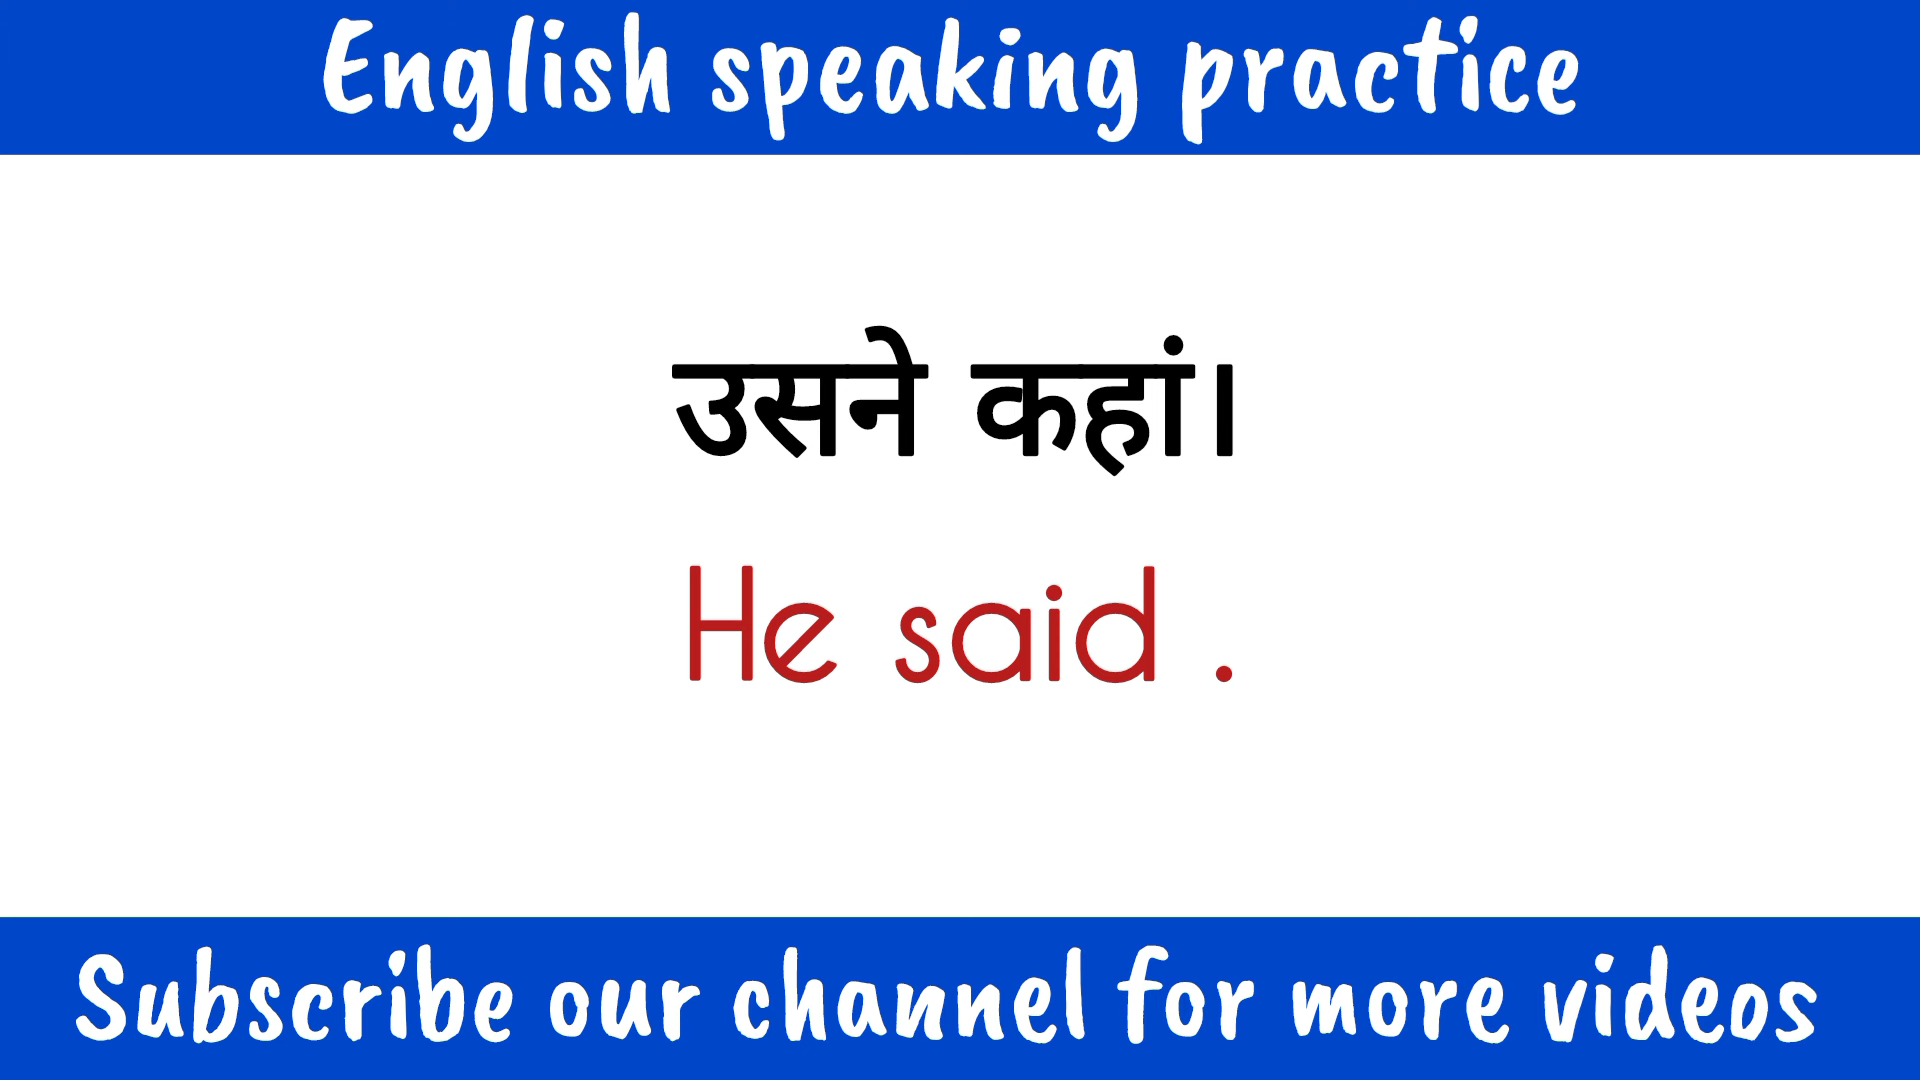 English speaking practice
उसने कहां।
He said .
Subscribe our channel for more videos